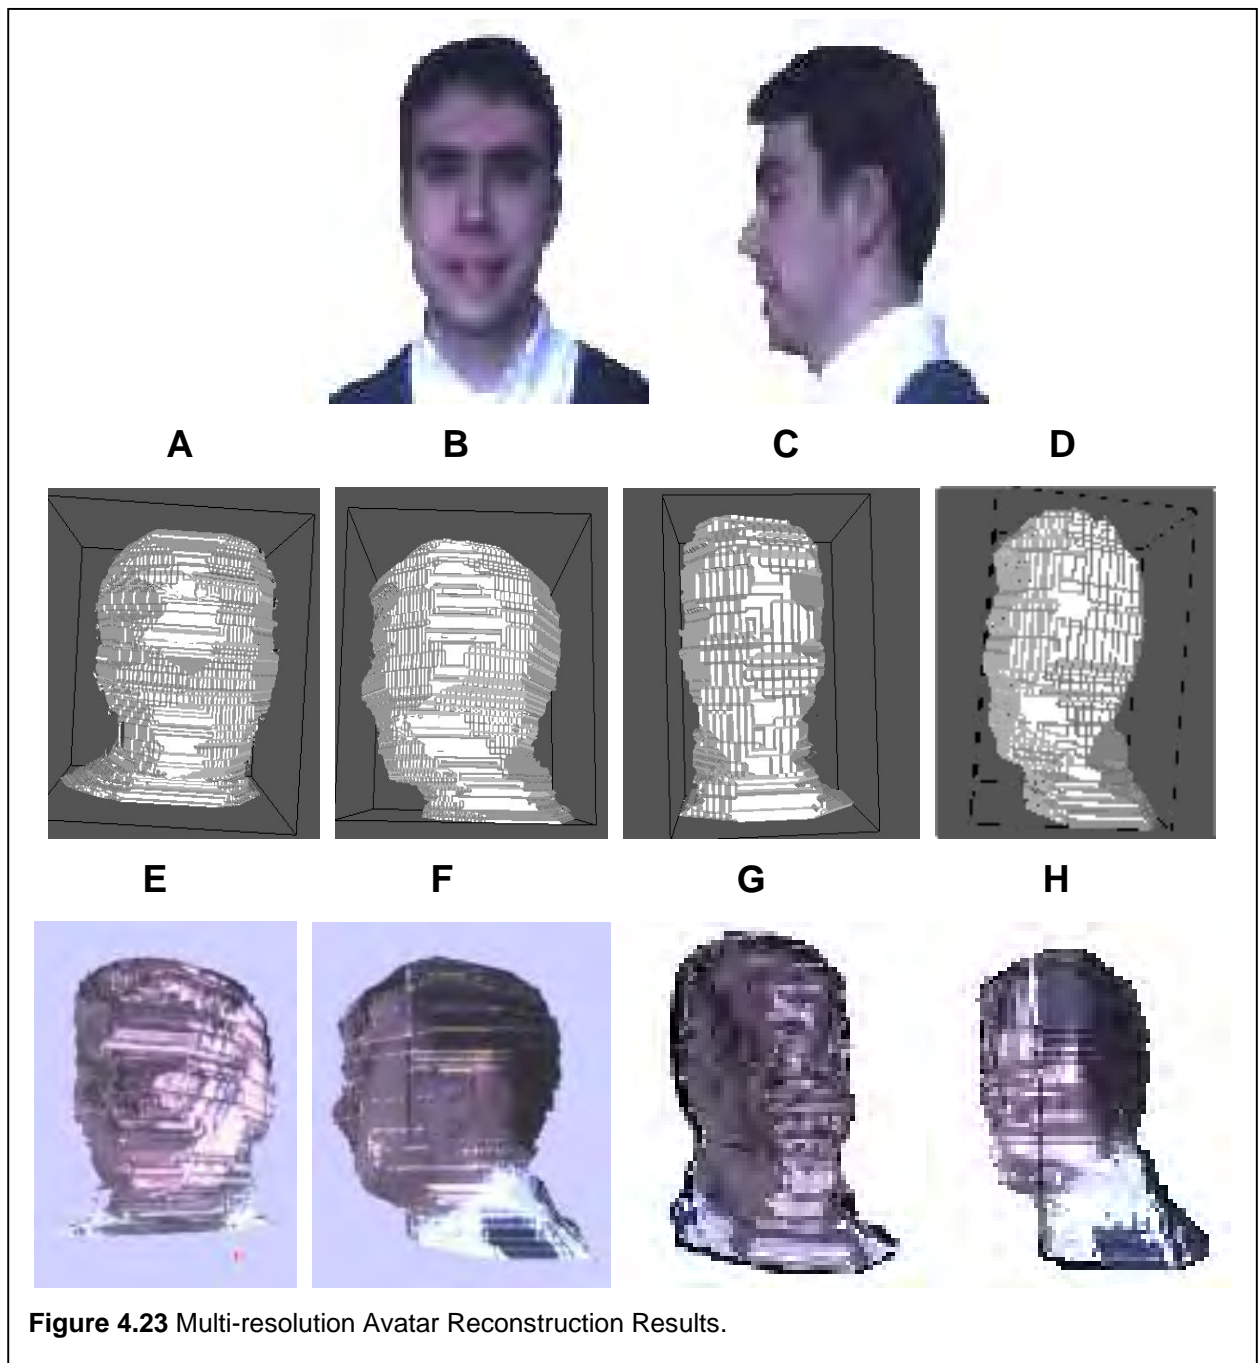 A B C D
E F G H
Figure 4.23 Multi-resolution Avatar Reconstruction Results.